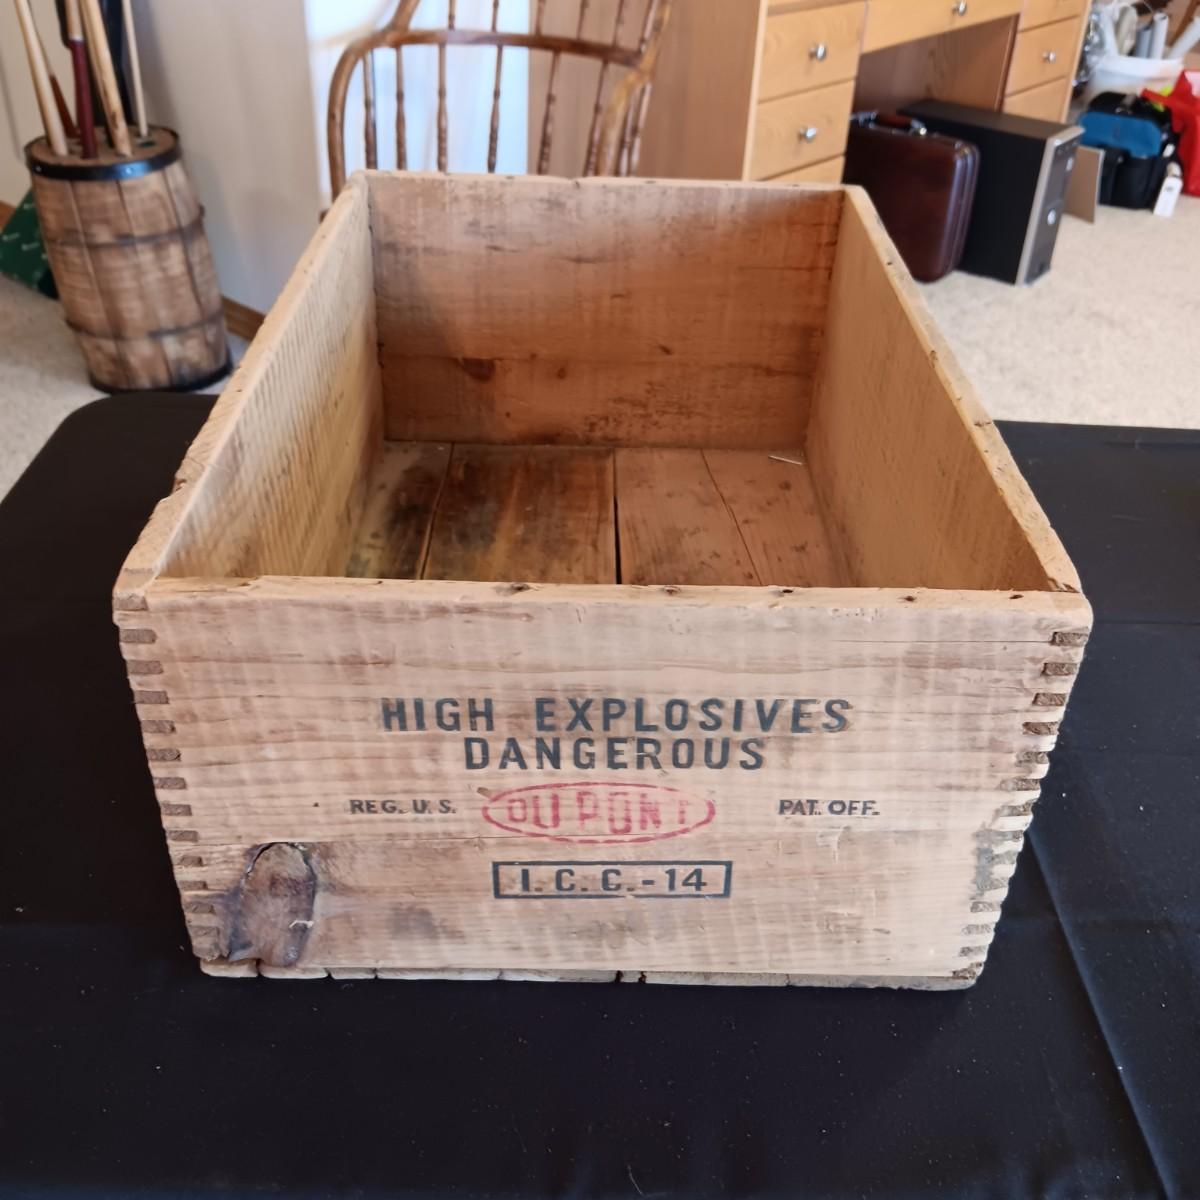 HIGH EXPLOSIVES
DANGEROUS
REG. U.S. DU PONT PAT. OFF.
I.C.C.-14